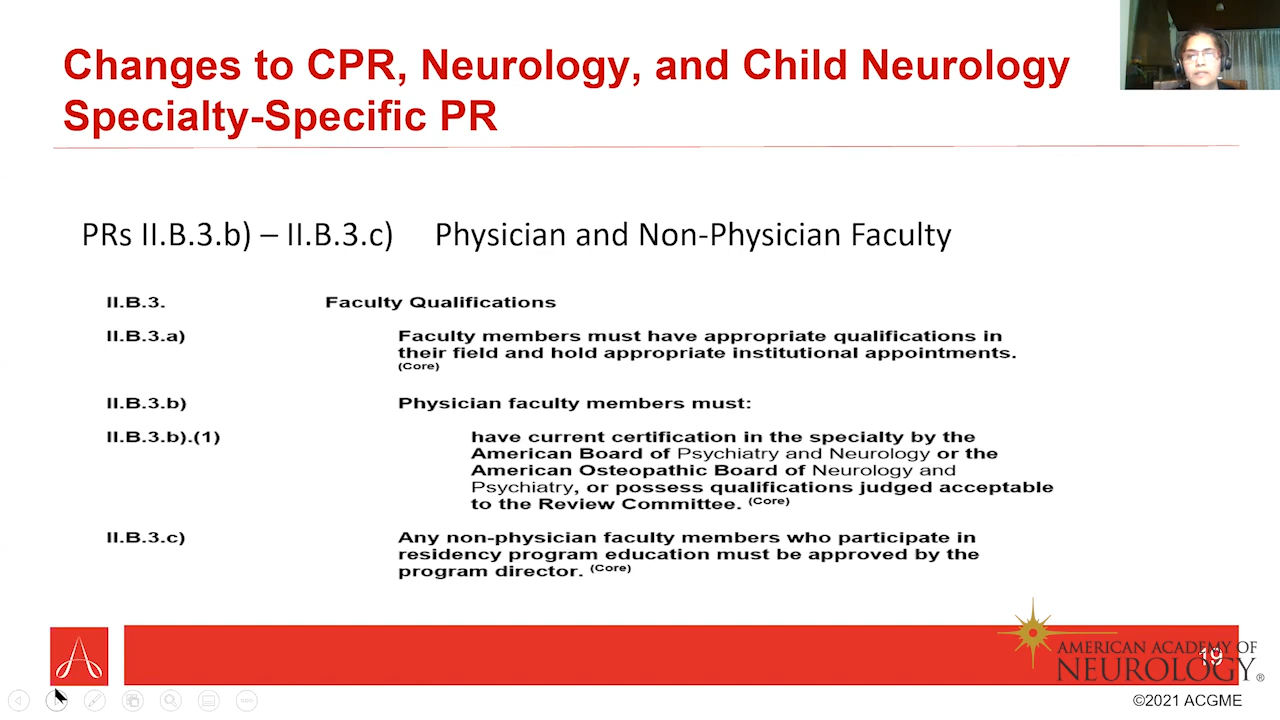 Changes to CPR, Neurology, and Child Neurology
Specialty-Specific PR
PRs II.B.3.b) – II.B.3.c) Physician and Non-Physician Faculty
II.B.3. Faculty Qualifications
II.B.3.a) Faculty members must have appropriate qualifications in
their field and hold appropriate institutional appointments.
(Core)
II.B.3.b) Physician faculty members must:
II.B.3.b).(1) have current certification in the specialty by the
American Board of Psychiatry and Neurology or the
American Osteopathic Board of Neurology and
Psychiatry, or possess qualifications judged acceptable
to the Review Committee. (Core)
II.B.3.c) Any non-physician faculty members who participate in
residency program education must be approved by the
program director. (Core)
19
AMERICAN ACADEMY OF
NEUROLOGY®
©2021 ACGME